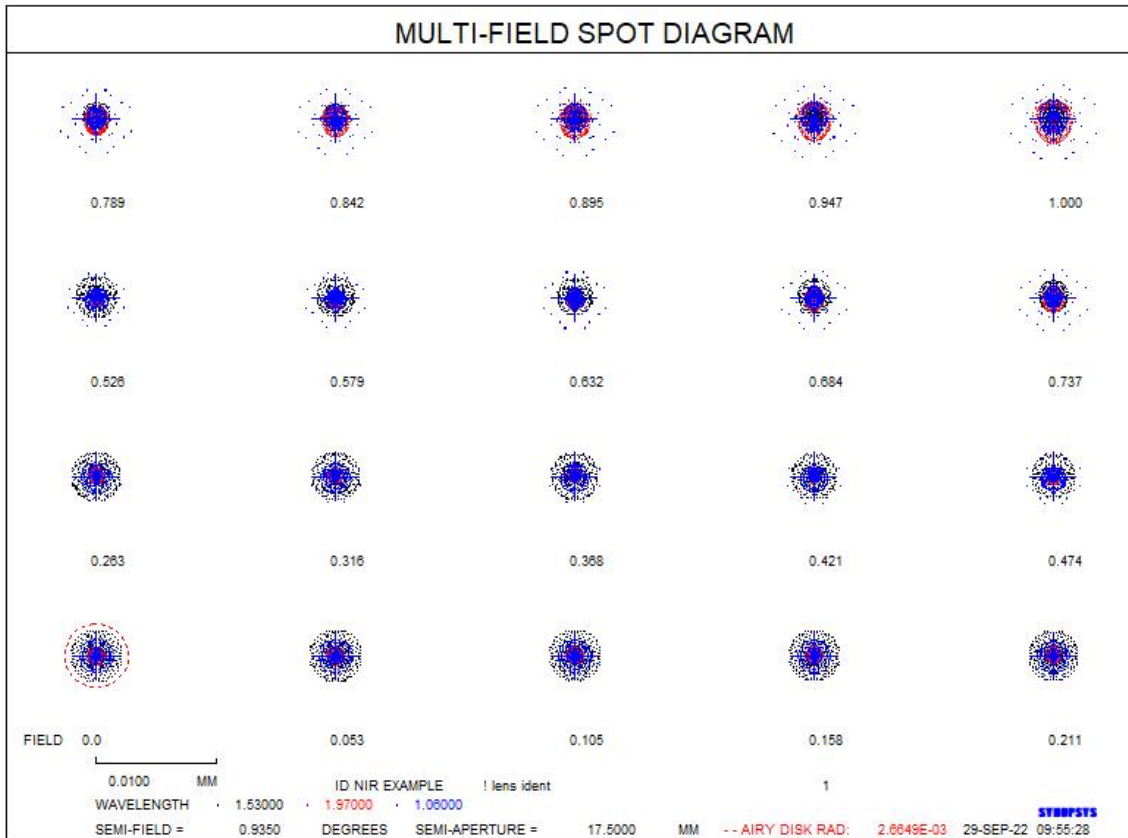 MULTI-FIELD SPOT DIAGRAM
0.789 0.842 0.895 0.947 1.000
0.526 0.579 0.632 0.684 0.737
0.263 0.316 0.368 0.421 0.474
FIELD 0.0 0.053 0.105 0.158 0.211
0.0100 MM ID NIR EXAMPLE ! lens ident 1
WAVELENGTH 1.53000 1.97000 1.06000 SYNOPSYS
SEMI-FIELD = 0.9350 DEGREES SEMI-APERTURE = 17.5000 MM -- AIRY DISK RAD: 2.6649E-03 29-SEP-22 09:55:28